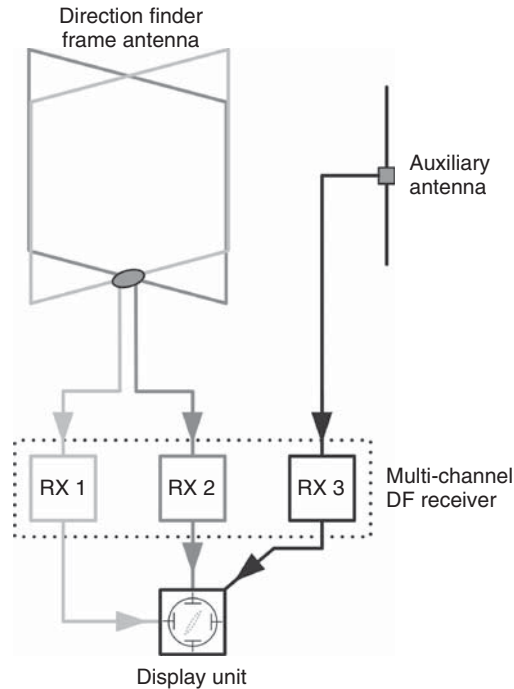 Direction finder
frame antenna
Auxiliary
antenna
RX 1
RX 2
RX 3
Multi-channel
DF receiver
Display unit